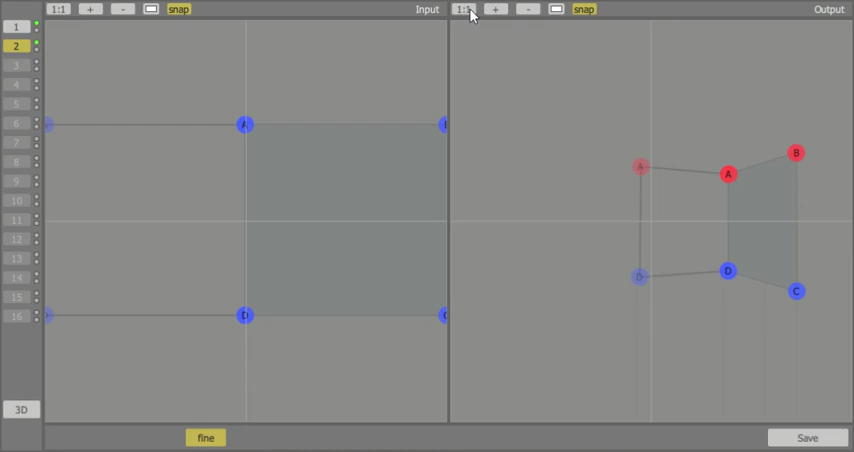 1:1 + - snap Input
1:1 + - snap Output
1
2
3
4
5
6
7
8
9
10
11
12
13
14
15
16
A
D
A
A B
D D C
3D
fine Save